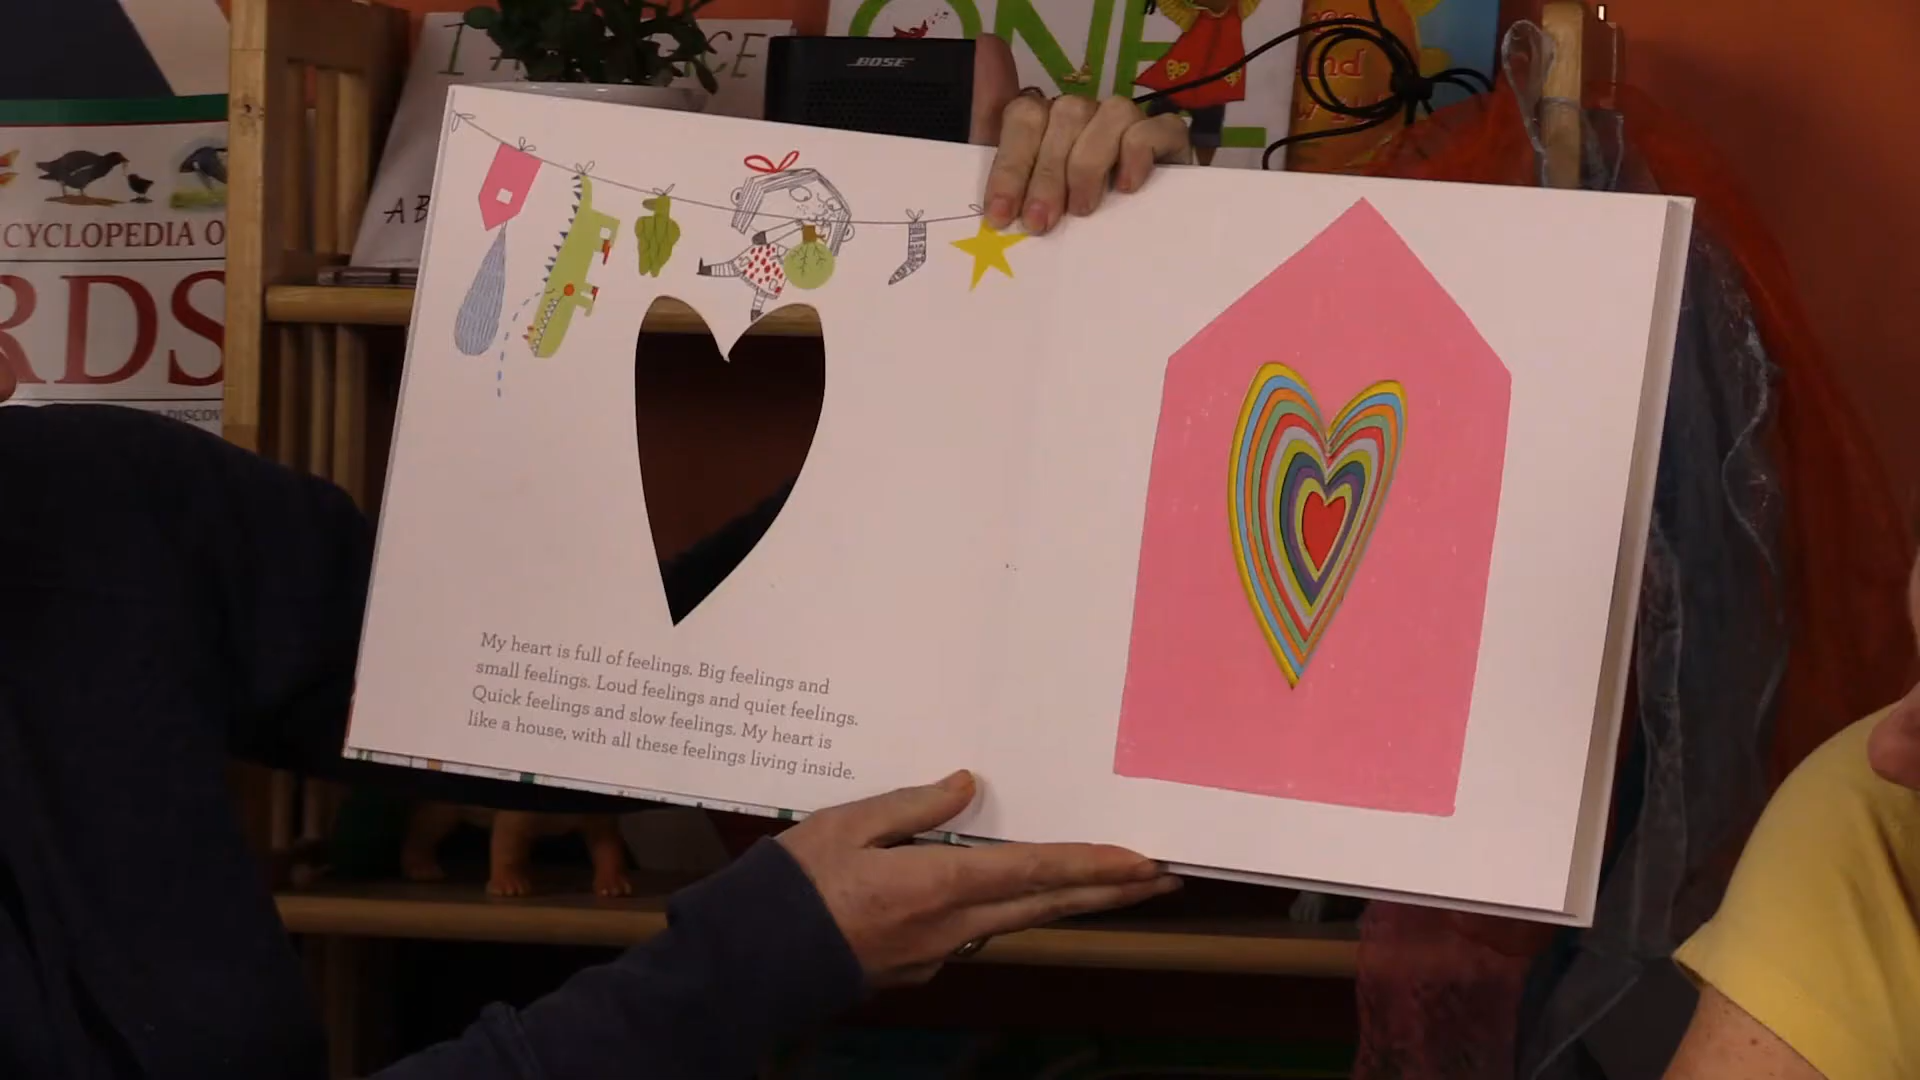 BOSE
ONE
CYCLOPEDIA O
RDS
DISCOV
My heart is full of feelings. Big feelings and
small feelings. Loud feelings and quiet feelings.
Quick feelings and slow feelings. My heart is
like a house, with all these feelings living inside.